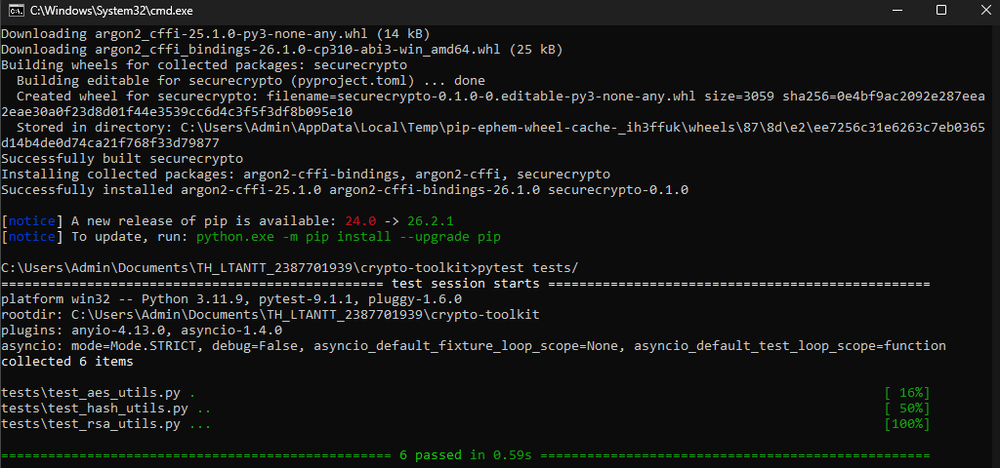 C:\Windows\System32\cmd.exe
Downloading argon2_cffi-25.1.0-py3-none-any.whl (14 kB)
Downloading argon2_cffi_bindings-26.1.0-cp310-abi3-win_amd64.whl (25 kB)
Building wheels for collected packages: securecrypto
  Building editable for securecrypto (pyproject.toml) ... done
  Created wheel for securecrypto: filename=securecrypto-0.1.0-0.editable-py3-none-any.whl size=3059 sha256=0e4bf9ac2092e287eea
2eae30a0f23d8d01f44e3539cc6d4c3f5f3df8b095e10
  Stored in directory: C:\Users\Admin\AppData\Local\Temp\pip-ephem-wheel-cache-_ih3ffuk\wheels\87\8d\e2\ee7256c31e6263c7eb0365
d14b4de0d74ca21f768f33d79877
Successfully built securecrypto
Installing collected packages: argon2-cffi-bindings, argon2-cffi, securecrypto
Successfully installed argon2-cffi-25.1.0 argon2-cffi-bindings-26.1.0 securecrypto-0.1.0
[notice] A new release of pip is available: 24.0 -> 26.2.1
[notice] To update, run: python.exe -m pip install --upgrade pip
C:\Users\Admin\Documents\TH_LTANTT_2387701939\crypto-toolkit>pytest tests/
================================================= test session starts =================================================
platform win32 -- Python 3.11.9, pytest-9.1.1, pluggy-1.6.0
rootdir: C:\Users\Admin\Documents\TH_LTANTT_2387701939\crypto-toolkit
plugins: anyio-4.13.0, asyncio-1.4.0
asyncio: mode=Mode.STRICT, debug=False, asyncio_default_fixture_loop_scope=None, asyncio_default_test_loop_scope=function
collected 6 items
tests\test_aes_utils.py . [ 16%]
tests\test_hash_utils.py .. [ 50%]
tests\test_rsa_utils.py ... [100%]
================================================== 6 passed in 0.59s ==================================================